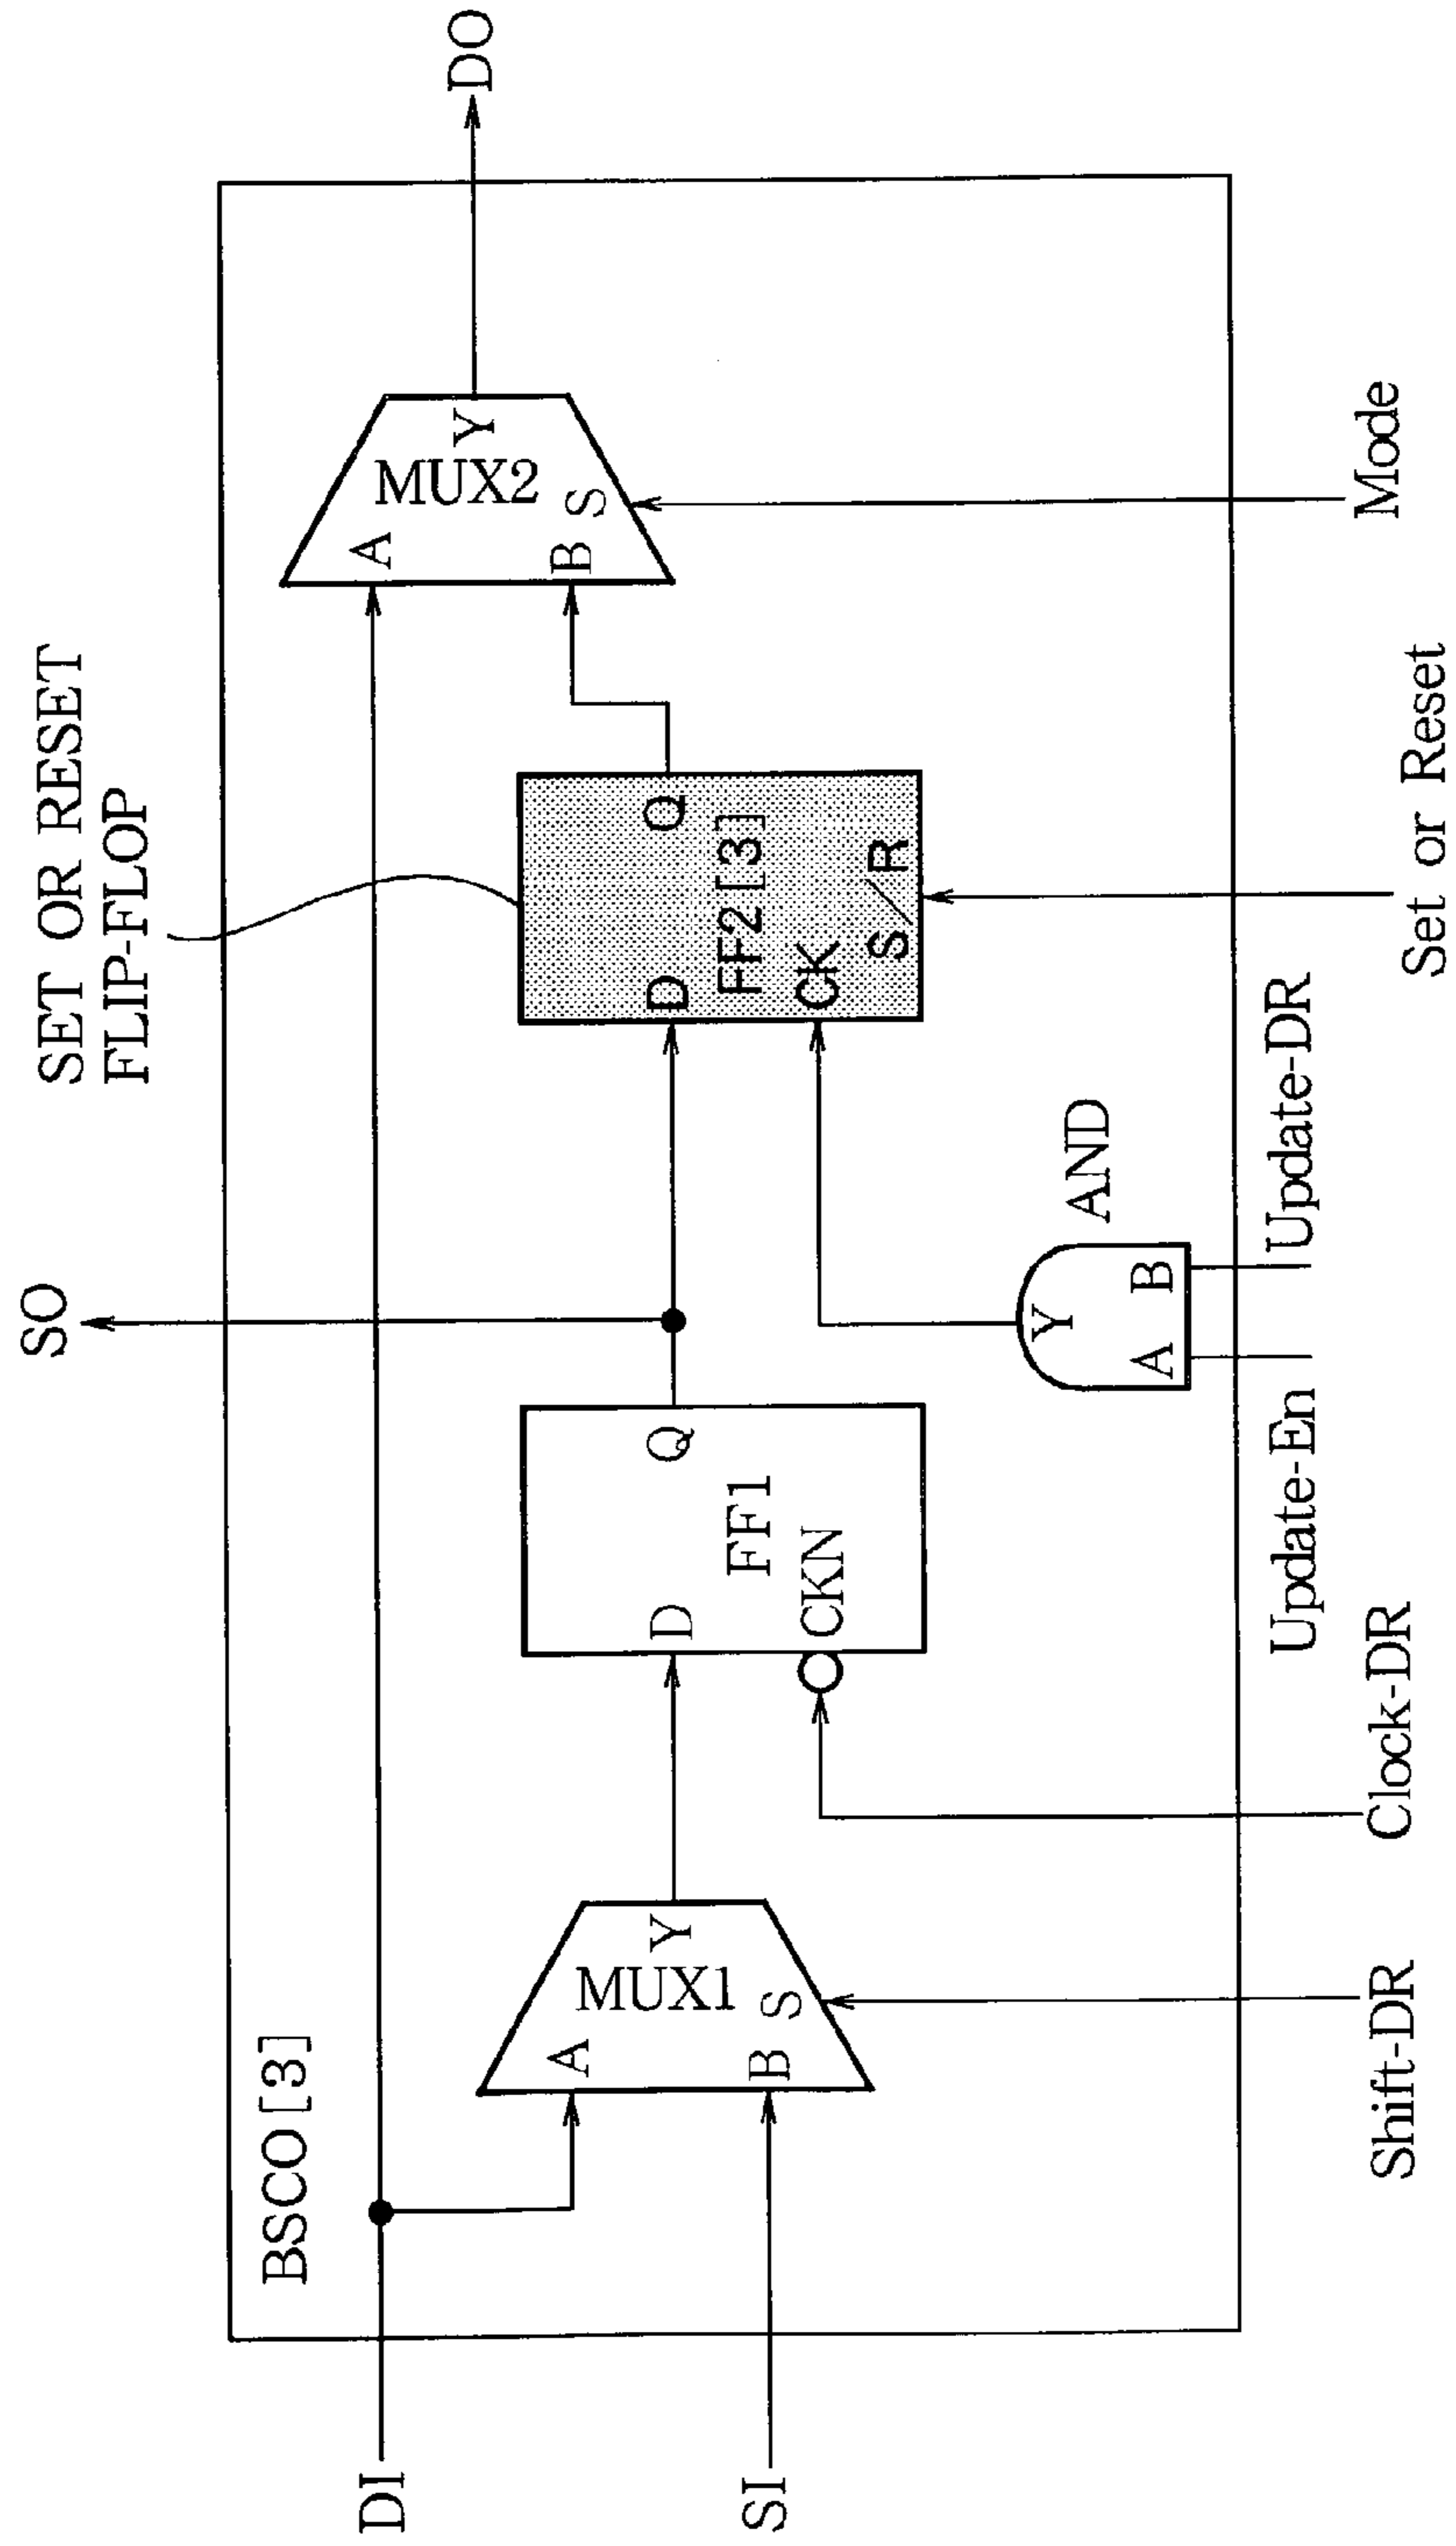 SET OR RESET
FLIP-FLOP
SO
DO
BSCO[3]
DI
SI
A
B
S
Y
MUX1
D
Q
FF1
CKN
D
Q
FF2[3]
CK
S/R
A
B
S
Y
MUX2
AND
Y
A
B
Shift-DR
Clock-DR
Update-En
Update-DR
Set or Reset
Mode